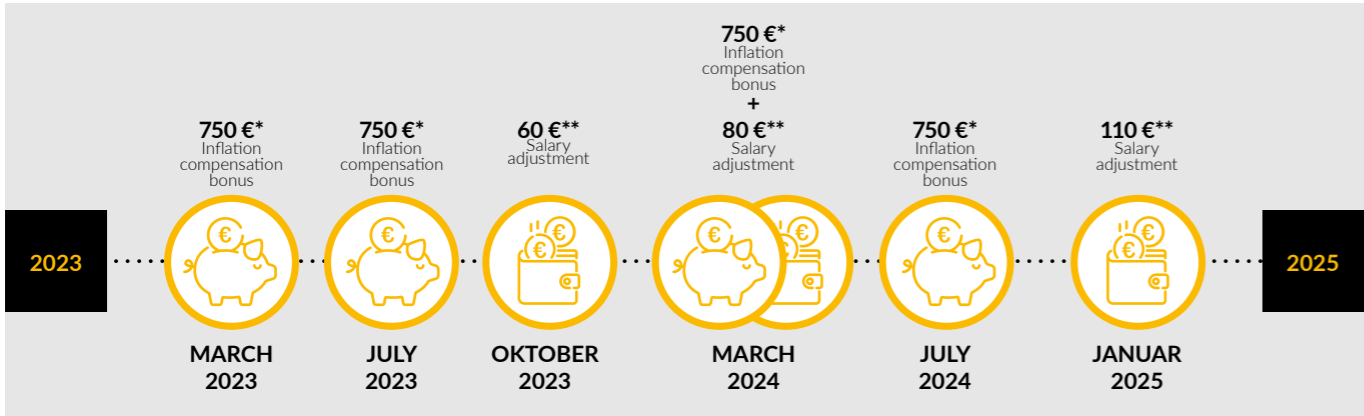 2023
750 €*
Inflation
compensation
bonus
MARCH
2023
750 €*
Inflation
compensation
bonus
JULY
2023
60 €**
Salary
adjustment
OKTOBER
2023
750 €*
Inflation
compensation
bonus
+
80 €**
Salary
adjustment
MARCH
2024
750 €*
Inflation
compensation
bonus
JULY
2024
110 €**
Salary
adjustment
JANUAR
2025
2025